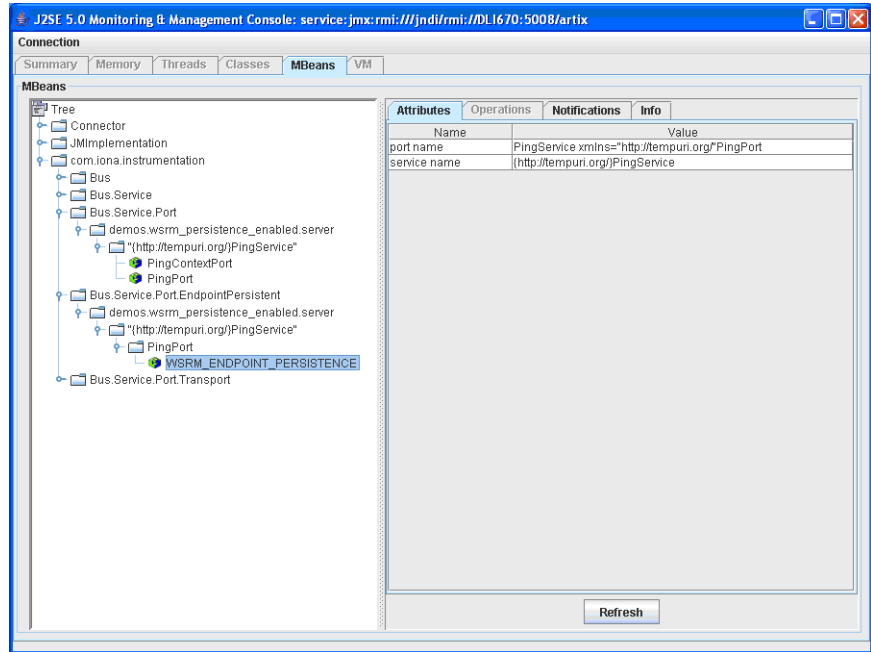 J2SE 5.0 Monitoring & Management Console: service:jmx:rmi:///jndi/rmi://DLI670:5008/artix
Connection
Summary Memory Threads Classes MBeans VM
MBeans
Tree
Connector
JMImplementation
com.iona.instrumentation
Bus
Bus.Service
Bus.Service.Port
demos.wsrm_persistence_enabled.server
"{http://tempuri.org/}PingService"
PingContextPort
PingPort
Bus.Service.Port.EndpointPersistent
demos.wsrm_persistence_enabled.server
"{http://tempuri.org/}PingService"
PingPort
WSRM_ENDPOINT_PERSISTENCE
Bus.Service.Port.Transport
Attributes Operations Notifications Info
Name Value
port name PingService xmlns="http://tempuri.org/"PingPort
service name {http://tempuri.org/}PingService
Refresh